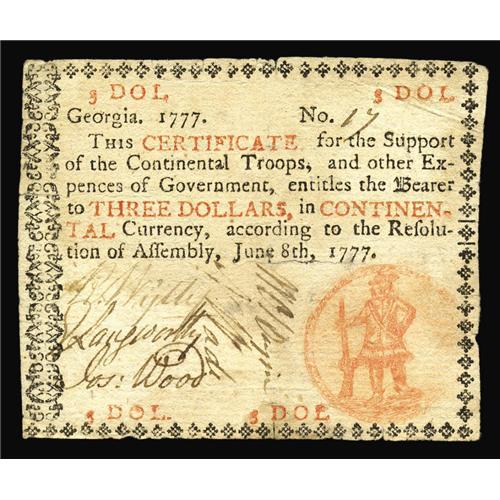 3 DOL 3 DOL
Georgia. 1777. No. 17
THIS CERTIFICATE for the Support
of the Continental Troops, and other Ex-
pences of Government, entitles the Bearer
to THREE DOLLARS, in CONTINEN-
TAL Currency, according to the Resolu-
tion of Assembly, June 8th, 1777.
Wylly
Langworthy
Jos: Wood
3 DOL. 3 DOL